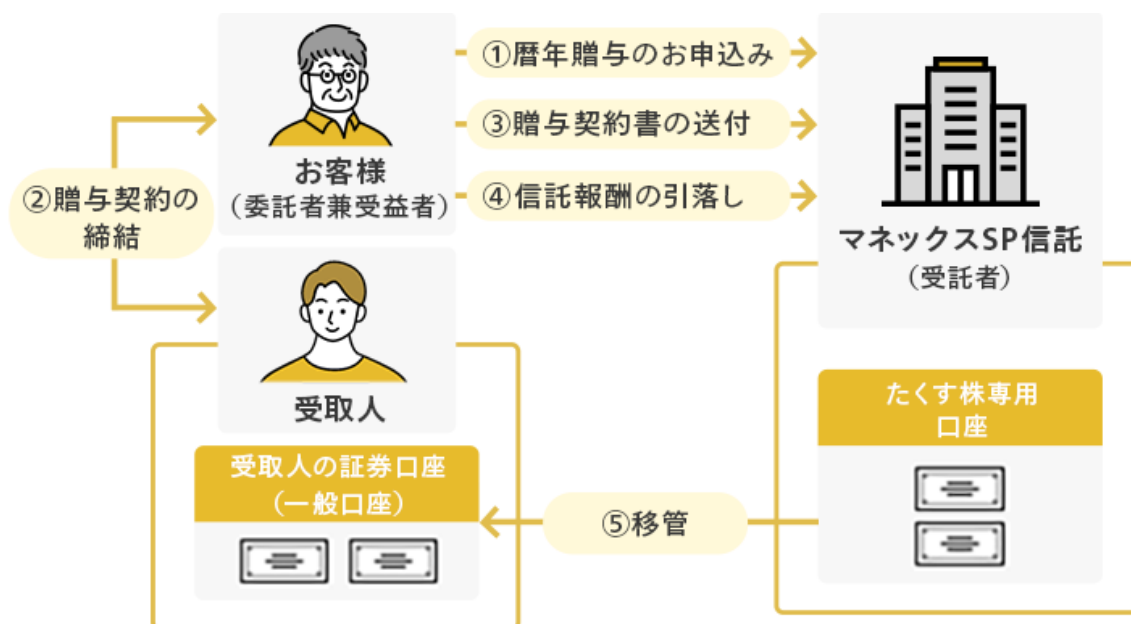 ①暦年贈与のお申込み
③贈与契約書の送付
お客様
(委託者兼受益者)
④信託報酬の引落し
②贈与契約の
締結
マネックスSP信託
(受託者)
受取人
たくす株専用
口座
受取人の証券口座
(一般口座)
⑤移管